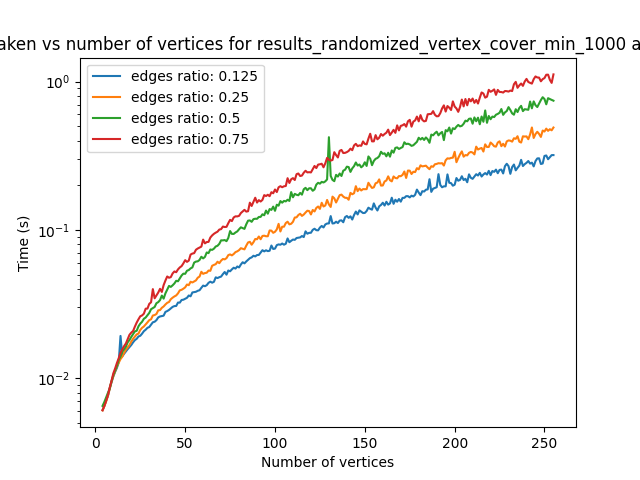 aken vs number of vertices for results_randomized_vertex_cover_min_1000 a
edges ratio: 0.125
edges ratio: 0.25
edges ratio: 0.5
edges ratio: 0.75
10⁰
10⁻¹
10⁻²
Time (s)
0 50 100 150 200 250
Number of vertices